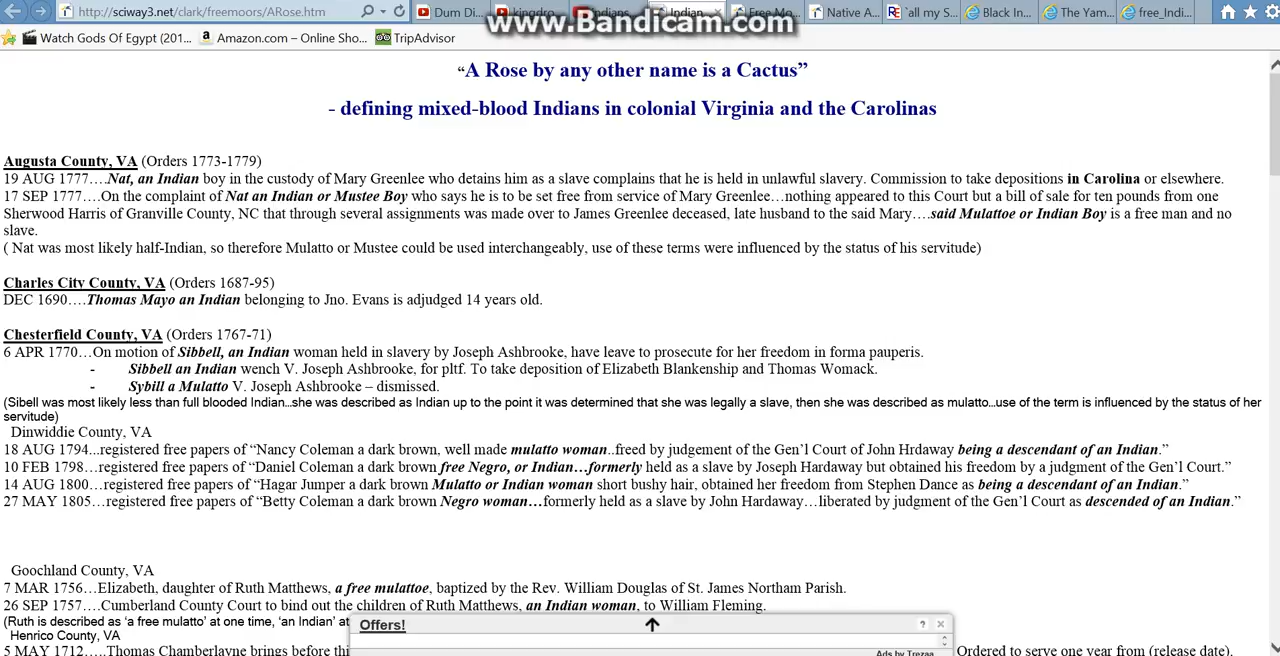 http://sciway3.net/clark/freemoors/ARose.htm
Dum Di...
kingdro...
Indians...
Indian...
Free Mo...
Native A...
"all my S...
Black In...
The Yam...
free_Indi...
www.Bandicam.com
Watch Gods Of Egypt (201...
Amazon.com – Online Sho...
TripAdvisor
“A Rose by any other name is a Cactus”
- defining mixed-blood Indians in colonial Virginia and the Carolinas
Augusta County, VA (Orders 1773-1779)
19 AUG 1777….Nat, an Indian boy in the custody of Mary Greenlee who detains him as a slave complains that he is held in unlawful slavery. Commission to take depositions in Carolina or elsewhere.
17 SEP 1777….On the complaint of Nat an Indian or Mustee Boy who says he is to be set free from service of Mary Greenlee…nothing appeared to this Court but a bill of sale for ten pounds from one
Sherwood Harris of Granville County, NC that through several assignments was made over to James Greenlee deceased, late husband to the said Mary….said Mulattoe or Indian Boy is a free man and no
slave.
( Nat was most likely half-Indian, so therefore Mulatto or Mustee could be used interchangeably, use of these terms were influenced by the status of his servitude)
Charles City County, VA (Orders 1687-95)
DEC 1690….Thomas Mayo an Indian belonging to Jno. Evans is adjudged 14 years old.
Chesterfield County, VA (Orders 1767-71)
6 APR 1770…On motion of Sibbell, an Indian woman held in slavery by Joseph Ashbrooke, have leave to prosecute for her freedom in forma pauperis.
- Sibbell an Indian wench V. Joseph Ashbrooke, for pltf. To take deposition of Elizabeth Blankenship and Thomas Womack.
- Sybill a Mulatto V. Joseph Ashbrooke – dismissed.
(Sibell was most likely less than full blooded Indian…she was described as Indian up to the point it was determined that she was legally a slave, then she was described as mulatto…use of the term is influenced by the status of her
servitude)
Dinwiddie County, VA
18 AUG 1794...registered free papers of “Nancy Coleman a dark brown, well made mulatto woman..freed by judgement of the Gen’l Court of John Hrdaway being a descendant of an Indian.”
10 FEB 1798…registered free papers of “Daniel Coleman a dark brown free Negro, or Indian…formerly held as a slave by Joseph Hardaway but obtained his freedom by a judgment of the Gen’l Court.”
14 AUG 1800…registered free papers of “Hagar Jumper a dark brown Mulatto or Indian woman short bushy hair, obtained her freedom from Stephen Dance as being a descendant of an Indian.”
27 MAY 1805…registered free papers of “Betty Coleman a dark brown Negro woman…formerly held as a slave by John Hardaway…liberated by judgment of the Gen’l Court as descended of an Indian.”
Goochland County, VA
7 MAR 1756…Elizabeth, daughter of Ruth Matthews, a free mulattoe, baptized by the Rev. William Douglas of St. James Northam Parish.
26 SEP 1757….Cumberland County Court to bind out the children of Ruth Matthews, an Indian woman, to William Fleming.
(Ruth is described as ‘a free mulatto’ at one time, ‘an Indian’ at
Offers!
?
Henrico County, VA
5 MAY 1712…..Thomas Chamberlayne brings before thi
Ads by Trezaa
Ordered to serve one year from (release date).